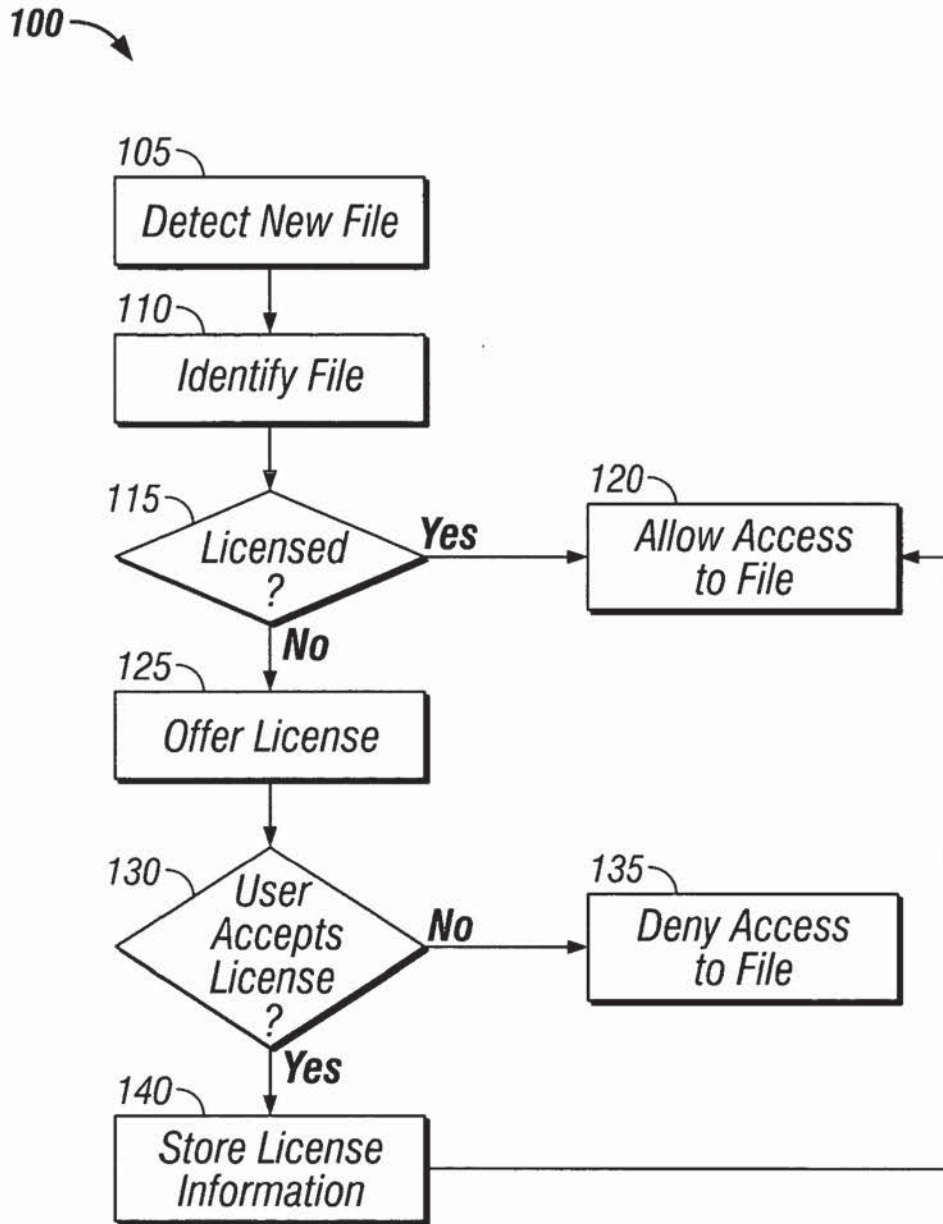 100
105
Detect New File
110
Identify File
115
Licensed
?
Yes
120
Allow Access
to File
No
125
Offer License
130
User
Accepts
License
?
No
135
Deny Access
to File
Yes
140
Store License
Information